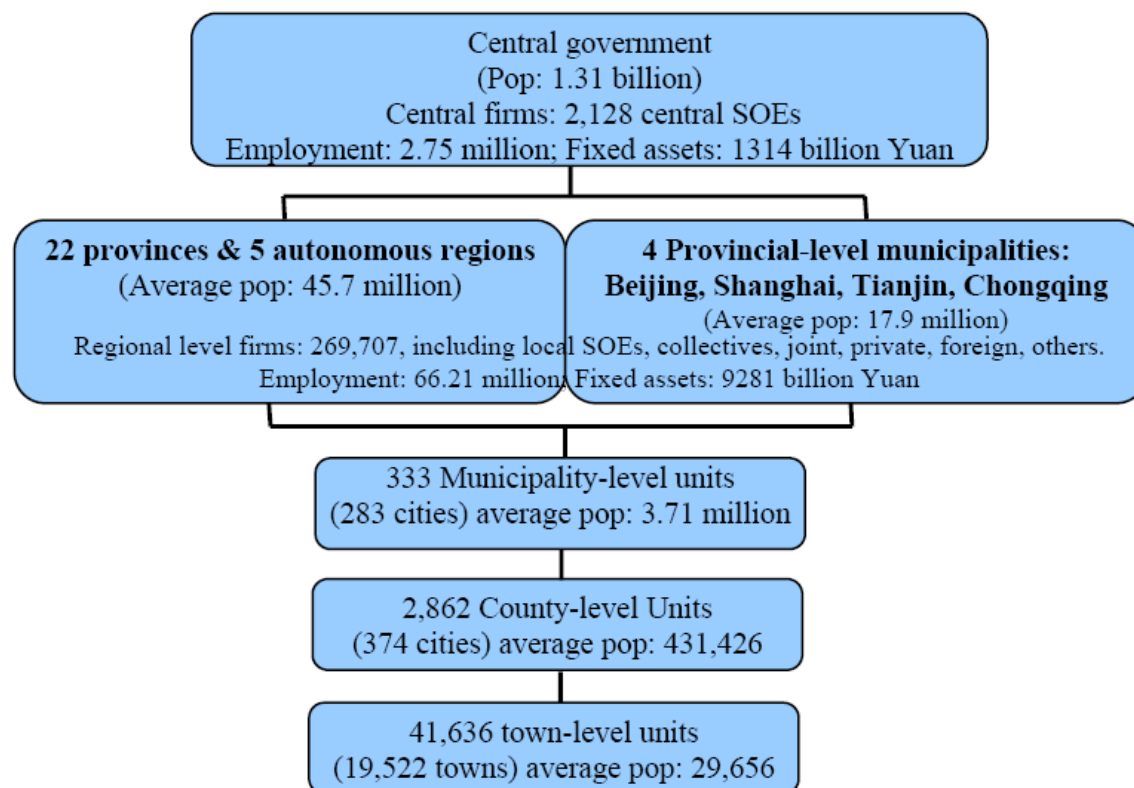 Central government
(Pop: 1.31 billion)
Central firms: 2,128 central SOEs
Employment: 2.75 million; Fixed assets: 1314 billion Yuan
22 provinces & 5 autonomous regions
(Average pop: 45.7 million)
4 Provincial-level municipalities:
Beijing, Shanghai, Tianjin, Chongqing
(Average pop: 17.9 million)
Regional level firms: 269,707, including local SOEs, collectives, joint, private, foreign, others.
Employment: 66.21 million; Fixed assets: 9281 billion Yuan
333 Municipality-level units
(283 cities) average pop: 3.71 million
2,862 County-level Units
(374 cities) average pop: 431,426
41,636 town-level units
(19,522 towns) average pop: 29,656